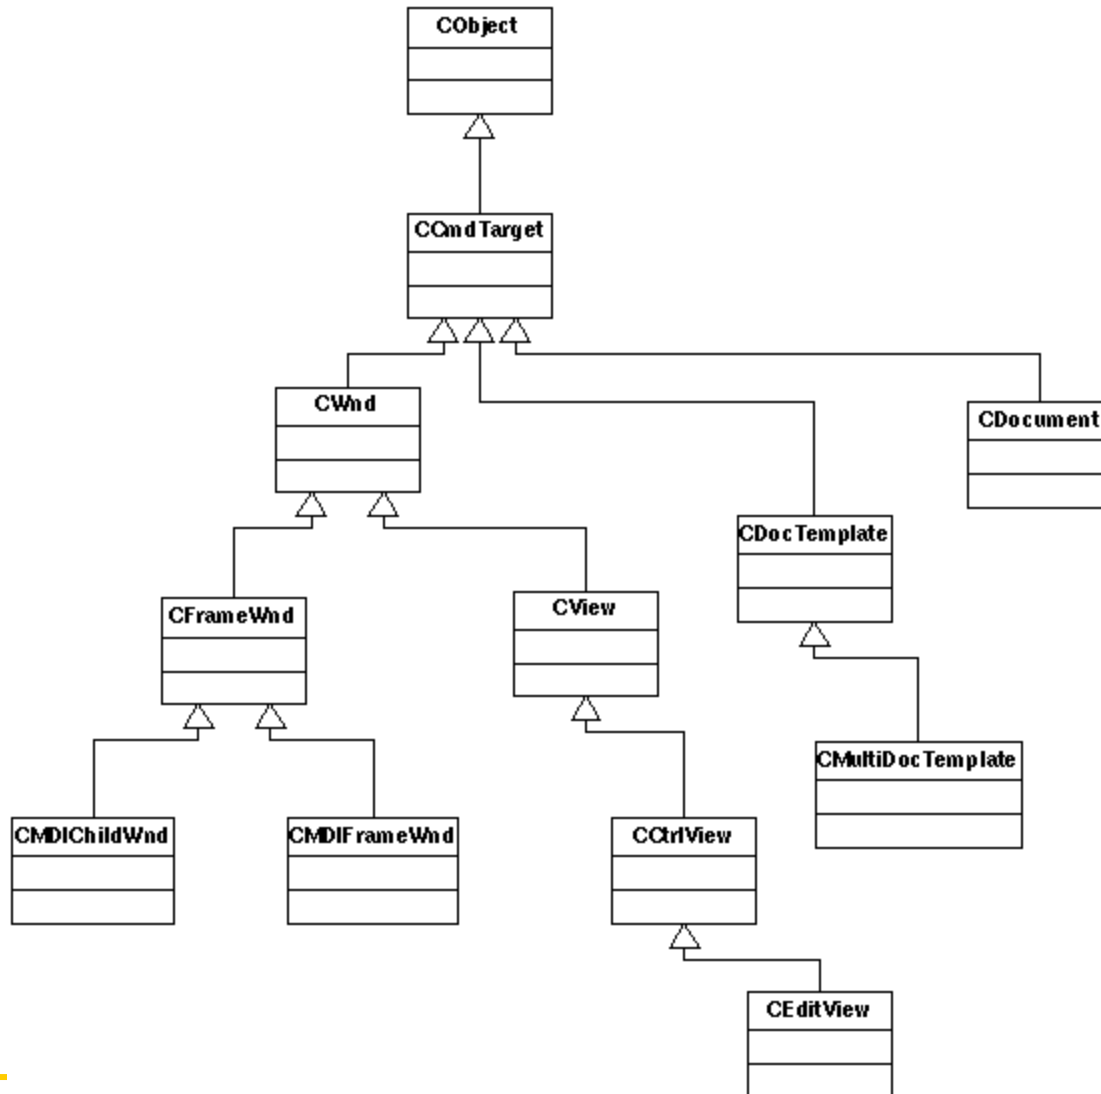 CObject
CCmdTarget
CWnd
CDocument
CDocTemplate
CFrameWnd
CView
CMultiDocTemplate
CMDIChildWnd
CMDIFrameWnd
CCtrlView
CEditView